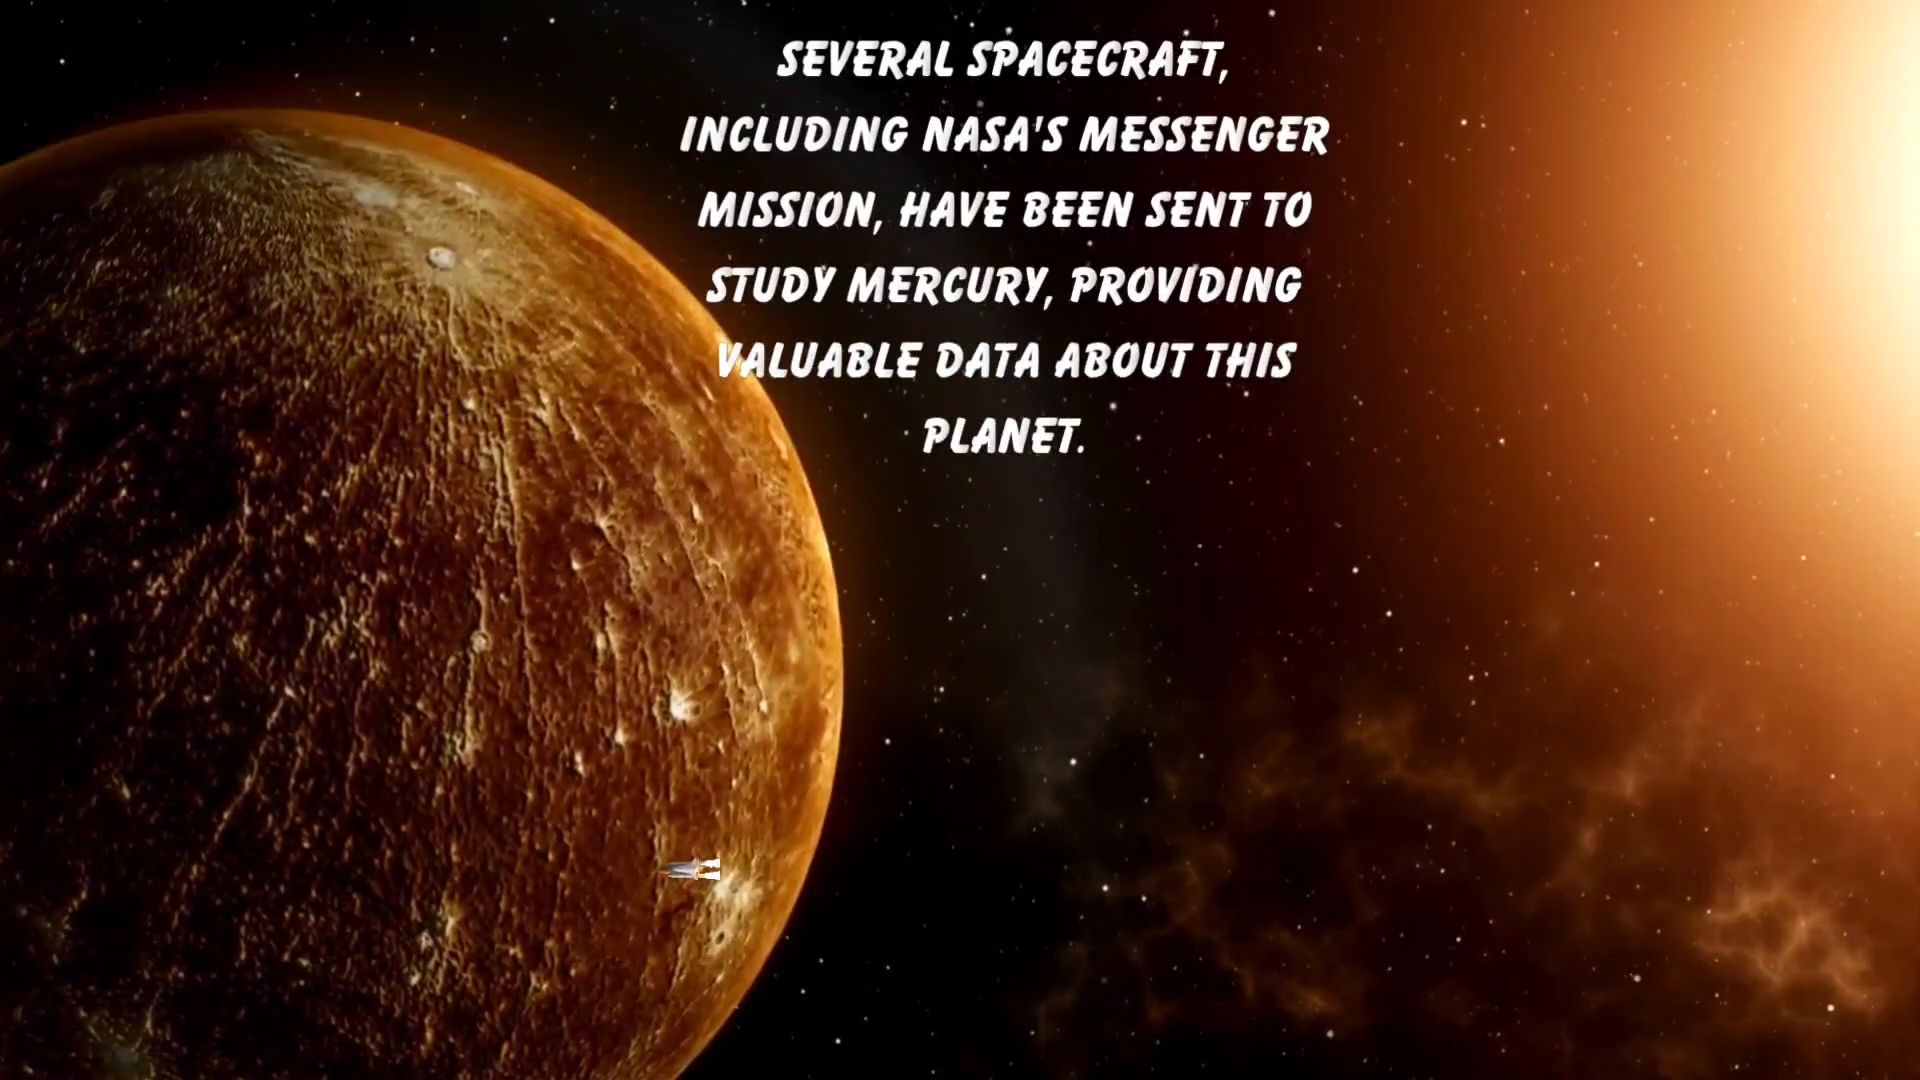 SEVERAL SPACECRAFT,
INCLUDING NASA'S MESSENGER
MISSION, HAVE BEEN SENT TO
STUDY MERCURY, PROVIDING
VALUABLE DATA ABOUT THIS
PLANET.